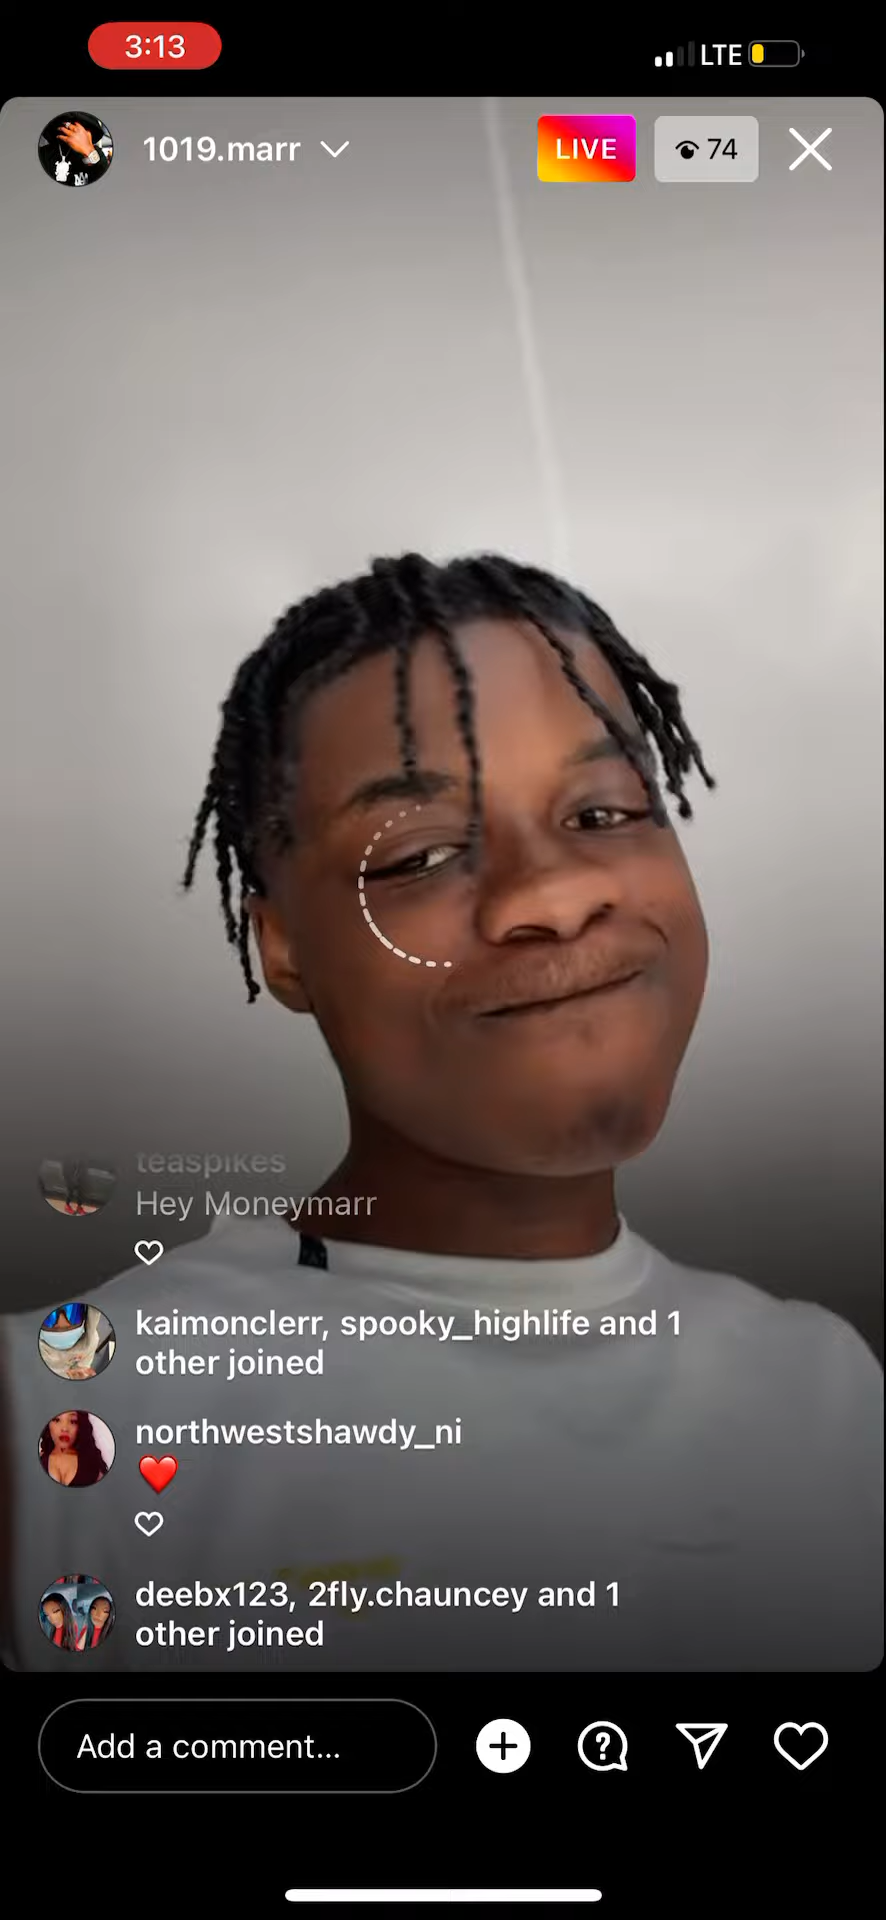 3:13
LTE
1019.marr
LIVE
74
teaspikes
Hey Moneymarr
kaimonclerr, spooky_highlife and 1
other joined
northwestshawdy_ni
deebx123, 2fly.chauncey and 1
other joined
Add a comment...